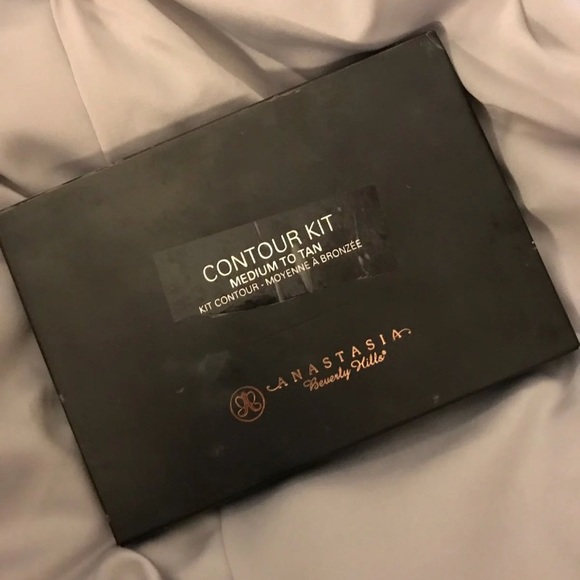 CONTOUR KIT
MEDIUM TO TAN
KIT CONTOUR - MOYENNE À BRONZÉE
ANASTASIA
Beverly Hills®